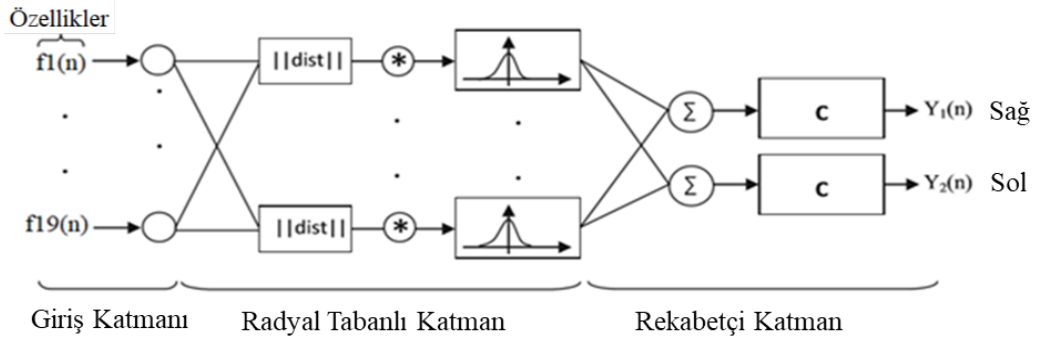 Özellikler
f1(n) ||dist|| *
Σ C Y₁(n) Sağ
Σ C Y₂(n) Sol
f19(n) ||dist|| *
Giriş Katmanı Radyal Tabanlı Katman Rekabetçi Katman